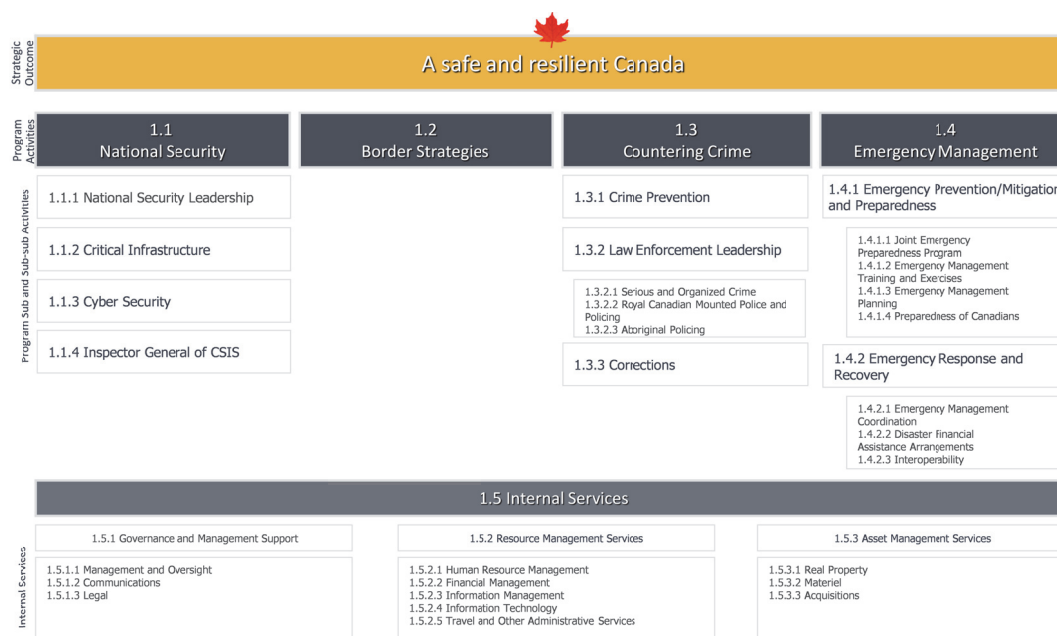 Strategic
Outcome
A safe and resilient Canada
Program
Activities
1.1
National Security
1.2
Border Strategies
1.3
Countering Crime
1.4
Emergency Management
Program Sub and Sub-sub Activities
1.1.1 National Security Leadership
1.1.2 Critical Infrastructure
1.1.3 Cyber Security
1.1.4 Inspector General of CSIS
1.3.1 Crime Prevention
1.3.2 Law Enforcement Leadership
1.3.2.1 Serious and Organized Crime
1.3.2.2 Royal Canadian Mounted Police and
Policing
1.3.2.3 Aboriginal Policing
1.3.3 Corrections
1.4.1 Emergency Prevention/Mitigation
and Preparedness
1.4.1.1 Joint Emergency
Preparedness Program
1.4.1.2 Emergency Management
Training and Exercises
1.4.1.3 Emergency Management
Planning
1.4.1.4 Preparedness of Canadians
1.4.2 Emergency Response and
Recovery
1.4.2.1 Emergency Management
Coordination
1.4.2.2 Disaster Financial
Assistance Arrangements
1.4.2.3 Interoperability
1.5 Internal Services
Internal Services
1.5.1 Governance and Management Support
1.5.1.1 Management and Oversight
1.5.1.2 Communications
1.5.1.3 Legal
1.5.2 Resource Management Services
1.5.2.1 Human Resource Management
1.5.2.2 Financial Management
1.5.2.3 Information Management
1.5.2.4 Information Technology
1.5.2.5 Travel and Other Administrative Services
1.5.3 Asset Management Services
1.5.3.1 Real Property
1.5.3.2 Materiel
1.5.3.3 Acquisitions